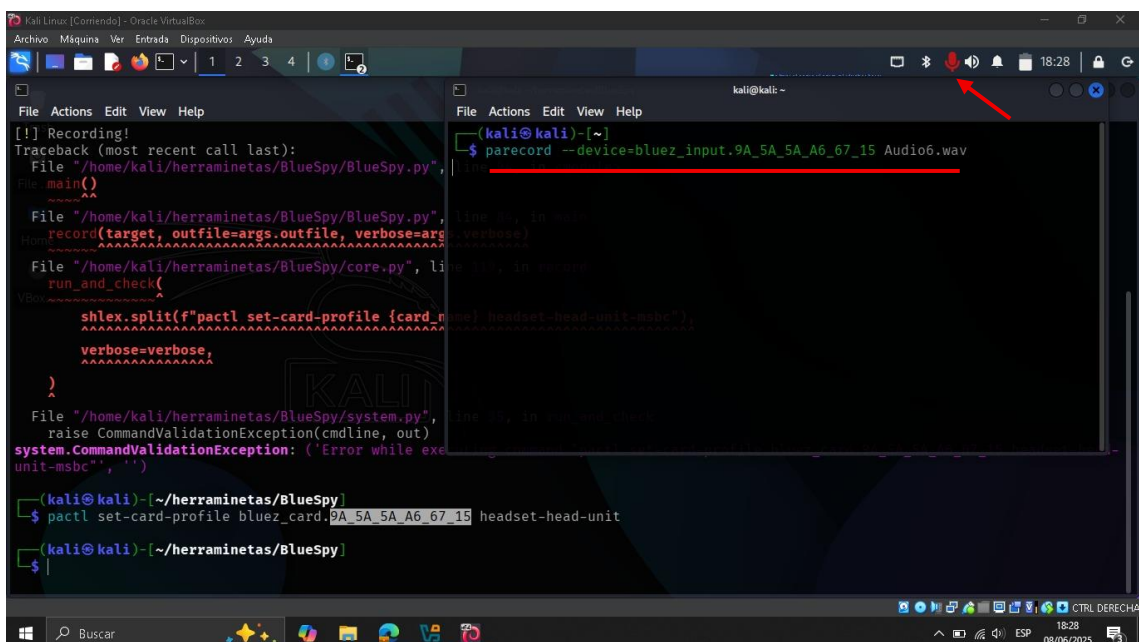 Kali Linux [Corriendo] - Oracle VirtualBox
Archivo Máquina Ver Entrada Dispositivos Ayuda
1 2 3 4
18:28
File Actions Edit View Help
[!] Recording!
Traceback (most recent call last):
File "/home/kali/herraminetas/BlueSpy/BlueSpy.py",
main()
~~~~^^
File "/home/kali/herraminetas/BlueSpy/BlueSpy.py",
record(target, outfile=args.outfile, verbose=args.verbose)
File "/home/kali/herraminetas/BlueSpy/core.py", line
run_and_check(
shlex.split(f"pactl set-card-profile {card_name} headset-head-unit-msbc"),
verbose=verbose,
)
^
File "/home/kali/herraminetas/BlueSpy/system.py",
raise CommandValidationException(cmdline, out)
system.CommandValidationException: ('Error while
unit-msbc"', '')
┌──(kali㉿kali)-[~/herraminetas/BlueSpy]
└─$ pactl set-card-profile bluez_card.9A_5A_5A_A6_67_15 headset-head-unit
┌──(kali㉿kali)-[~/herraminetas/BlueSpy]
└─$
kali@kali: ~
File Actions Edit View Help
┌──(kali㉿kali)-[~]
└─$ parecord --device=bluez_input.9A_5A_5A_A6_67_15 Audio6.wav
CTRL DERECHA
Buscar
ESP
18:28
08/06/2025